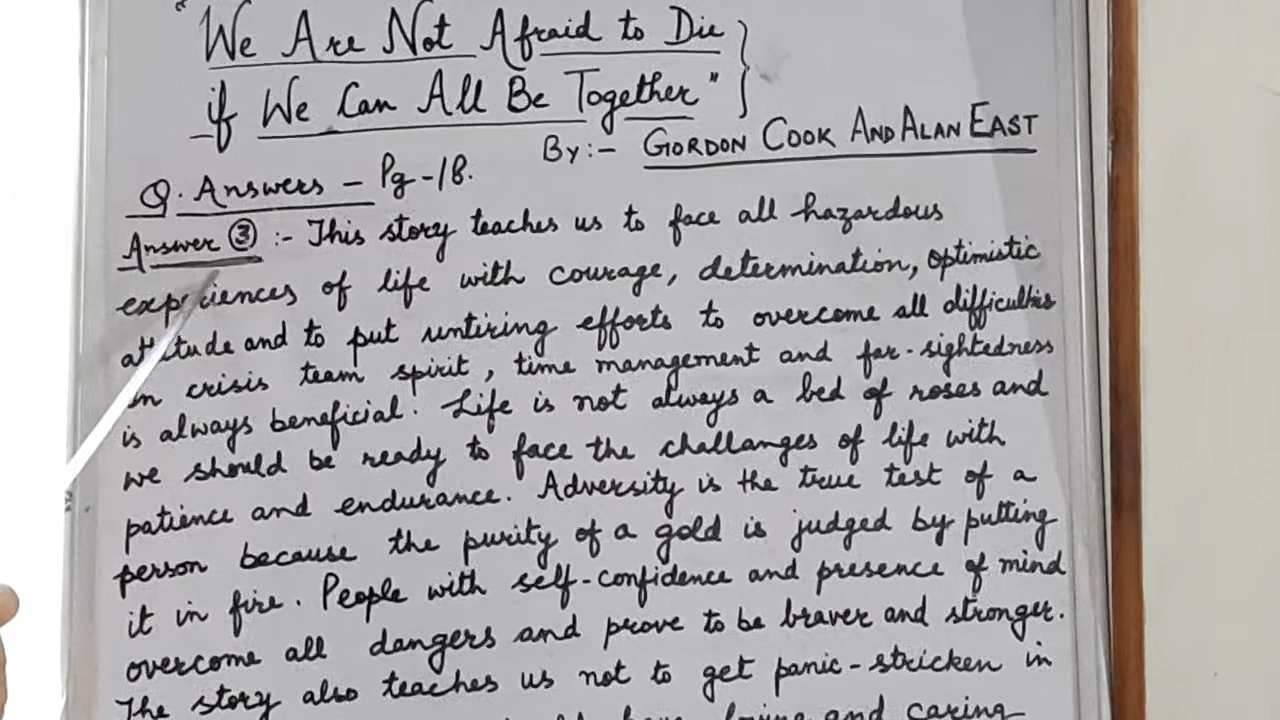 "We Are Not Afraid to Die
if We Can All Be Together"
By:- GORDON COOK AND ALAN EAST
Q. Answers - Pg-18.
Answer ③ :- This story teaches us to face all hazardous
experiences of life with courage, determination, optimistic
attitude and to put untiring efforts to overcome all difficulties
in crisis team spirit, time management and far-sightedness
is always beneficial. Life is not always a bed of roses and
we should be ready to face the challanges of life with
patience and endurance. Adversity is the true test of a
person because the purity of a gold is judged by putting
it in fire. People with self-confidence and presence of mind
overcome all dangers and prove to be braver and stronger.
The story also teaches us not to get panic-stricken in
loving and caring